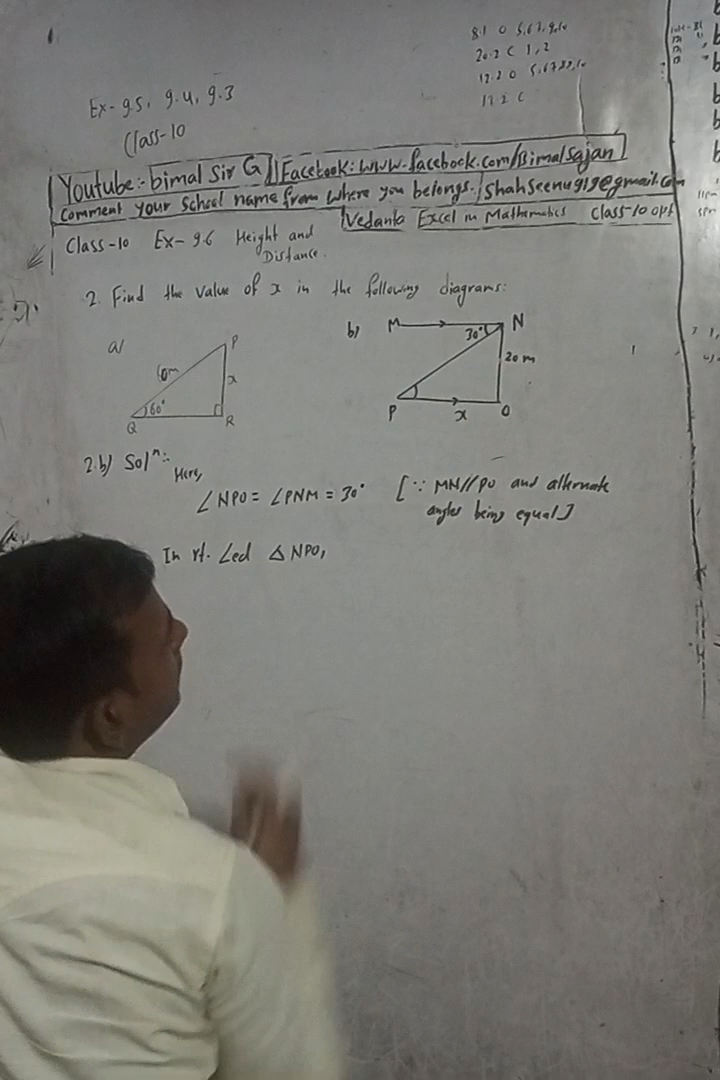 Ex-9.5, 9.4, 9.3
Class-10
Youtube:- bimal Sir G || Facebook: www.facebook.com/Bimalsajan
Comment your school name from where you belongs. / shahseenu919@gmail.com
Vedanta Excel in Mathematics Class-10 opt
Class-10 Ex-9.6 Height and
Distance.
2. Find the value of x in the following diagrams:
a)
P
x
60°
Q
R
b)
M
N
30°
20 m
P
x
O
2.b) Solⁿ:-
Here,
∠NPO = ∠PNM = 30° [∵ MN//PO and alternate
angles being equal]
In rt. ∠ed △NPO,